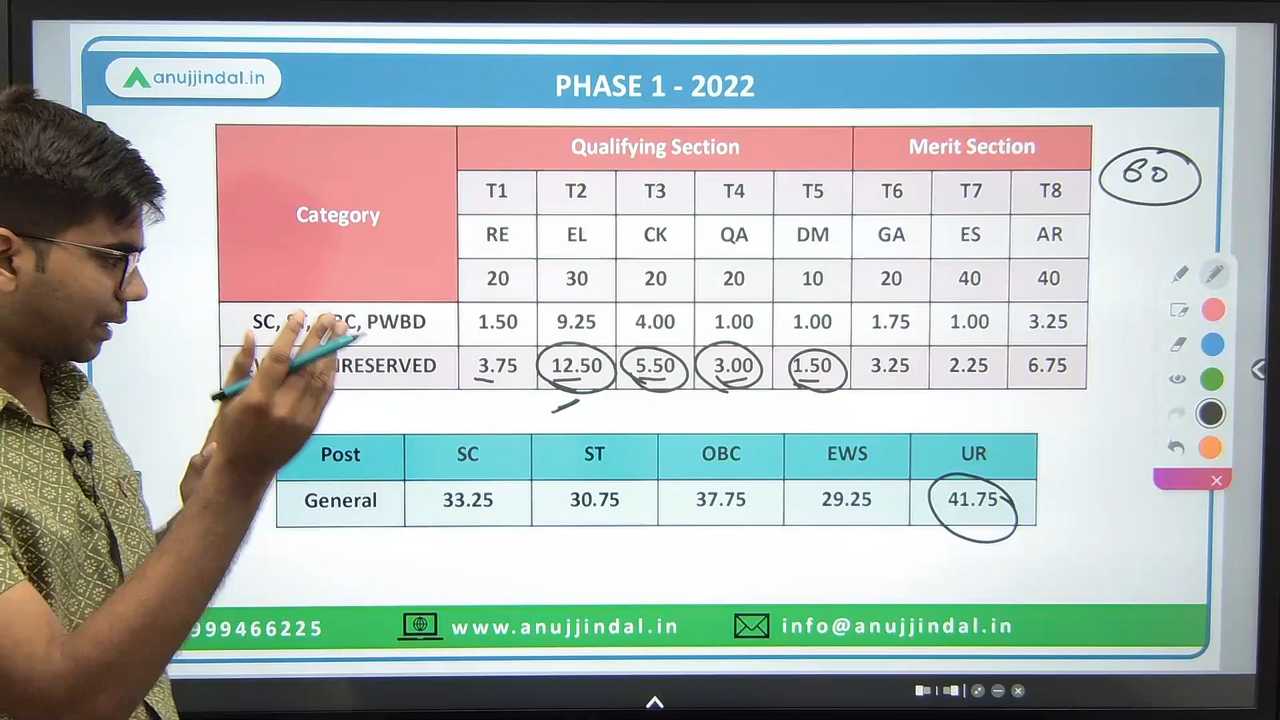 anujjindal.in
PHASE 1 - 2022
60
Category Qualifying Section Merit Section
T1 T2 T3 T4 T5 T6 T7 T8
RE EL CK QA DM GA ES AR
20 30 20 20 10 20 40 40
SC, PWBD 1.50 9.25 4.00 1.00 1.00 1.75 1.00 3.25
3.75 12.50 5.50 3.00 1.50 3.25 2.25 6.75
Post SC ST OBC EWS UR
General 33.25 30.75 37.75 29.25 41.75
999466225 www.anujjindal.in info@anujjindal.in